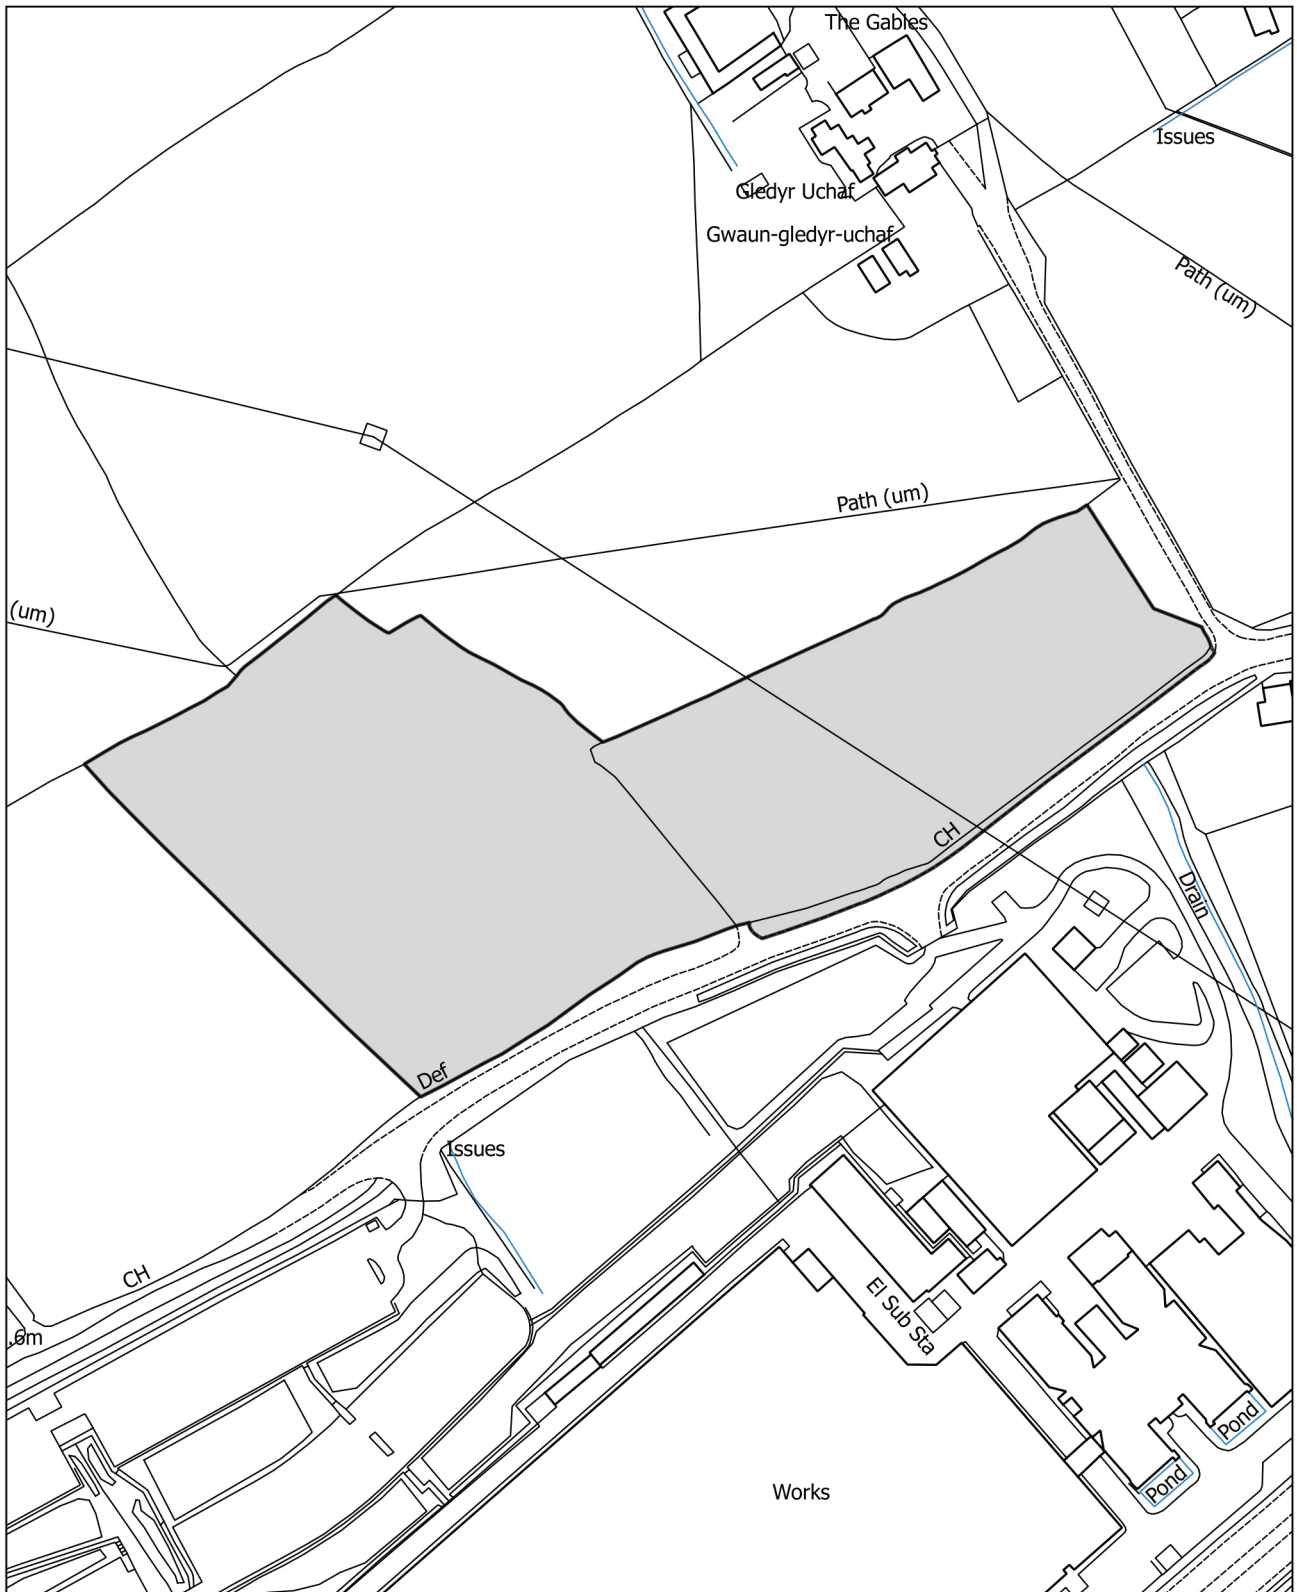 The Gables
Issues
Gledyr Uchaf
Gwaun-gledyr-uchaf
Path (um)
Path (um)
(um)
CH
Drain
Def
Issues
CH
.6m
El Sub Sta
Pond
Pond
Works